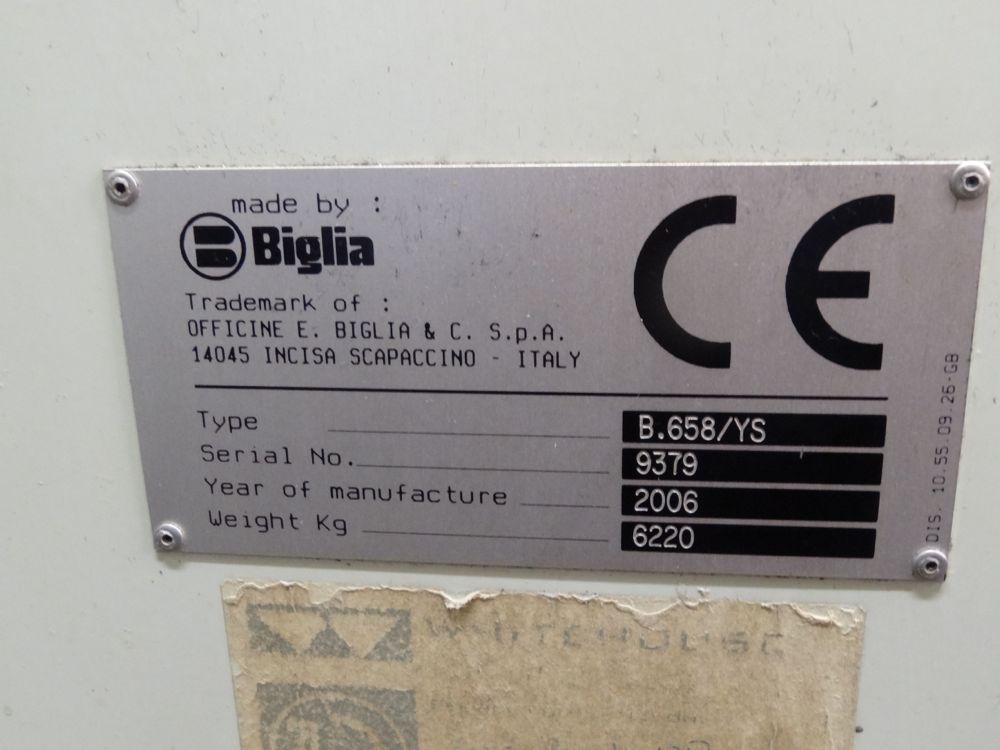 made by :
Biglia
Trademark of :
OFFICINE E. BIGLIA & C. S.p.A.
14045 INCISA SCAPACCINO - ITALY
CE
Type B.658/YS
Serial No. 9379
Year of manufacture 2006
Weight Kg 6220
DIS. 10.55.09.26-GB
WHITEHOUSE